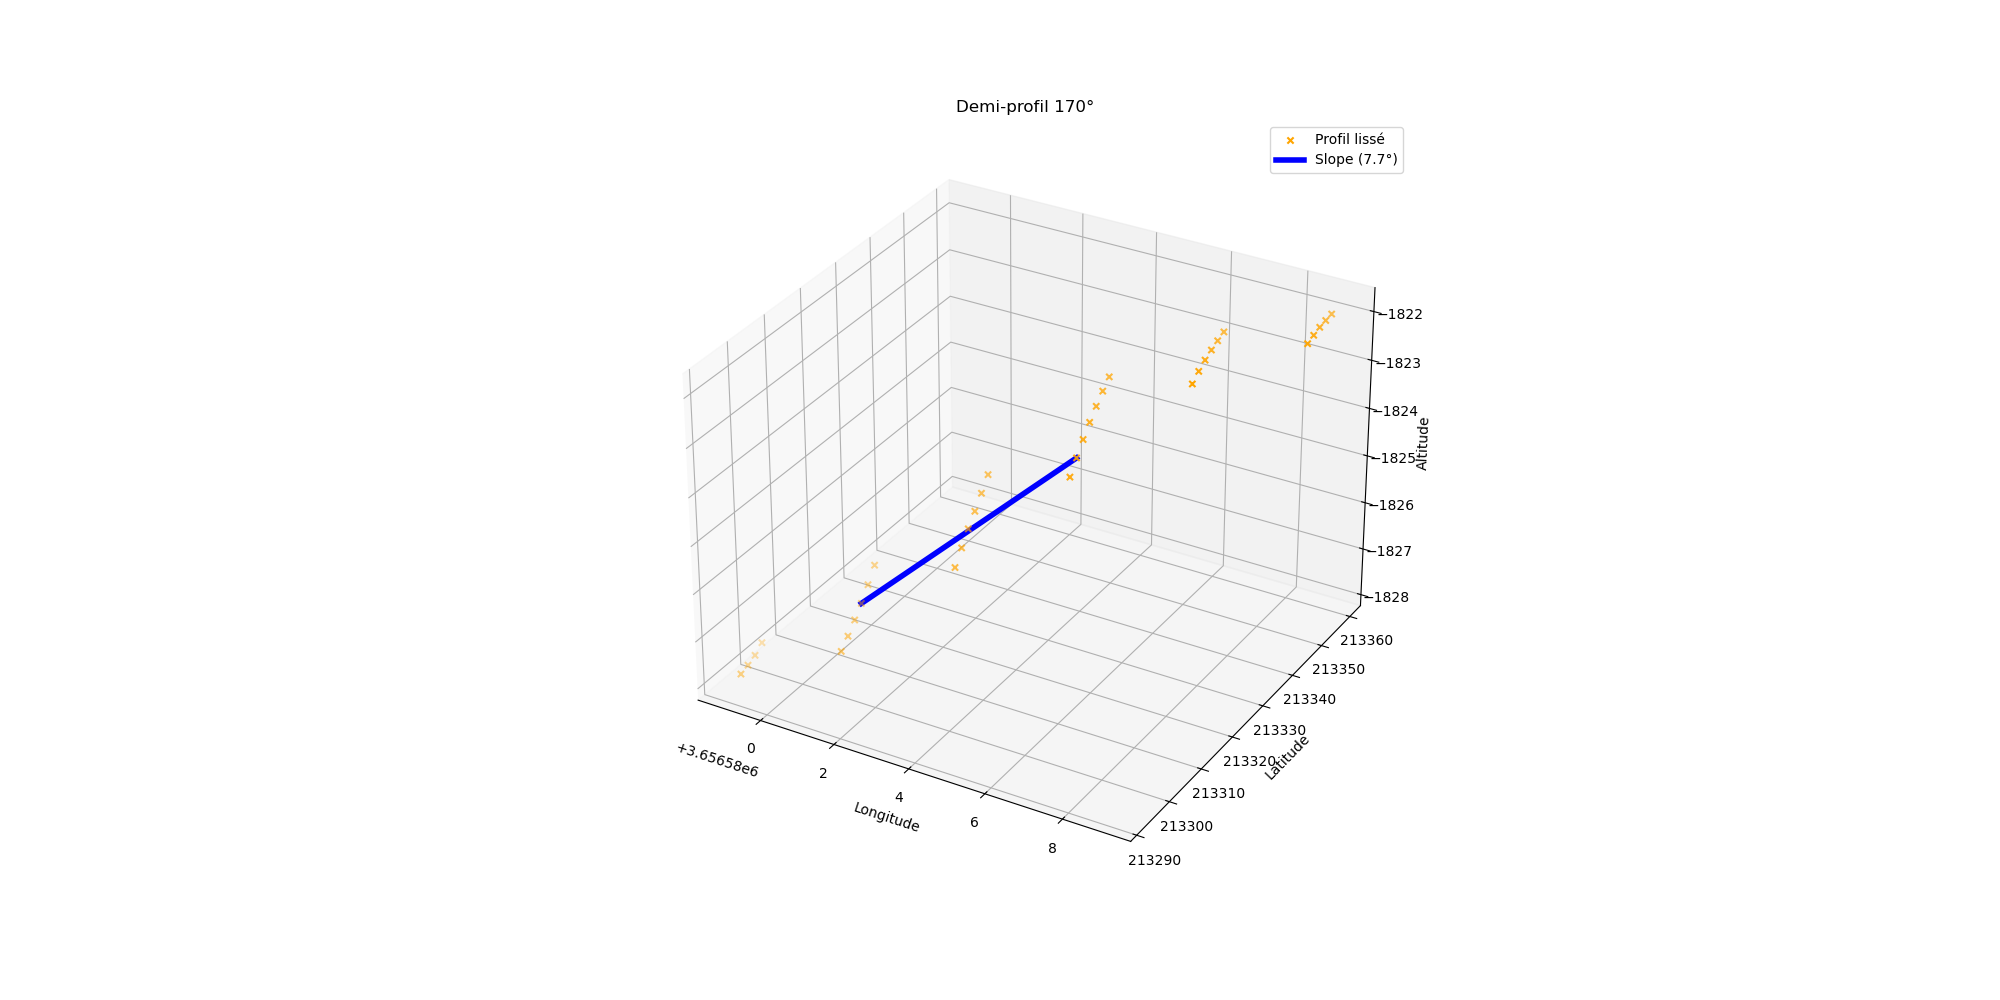 Demi-profil 170°
Profil lissé
Slope (7.7°)
−1822
−1823
−1824
−1825
−1826
−1827
−1828
Altitude
213360
213350
213340
213330
213320
213310
213300
213290
Latitude
0
2
4
6
8
+3.65658e6
Longitude